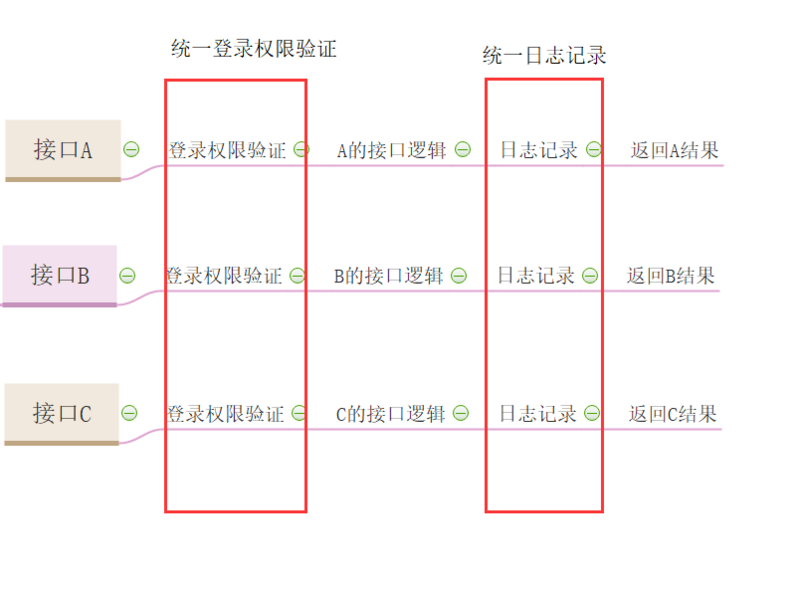 统一登录权限验证
统一日志记录
接口A 登录权限验证 A的接口逻辑 日志记录 返回A结果
接口B 登录权限验证 B的接口逻辑 日志记录 返回B结果
接口C 登录权限验证 C的接口逻辑 日志记录 返回C结果